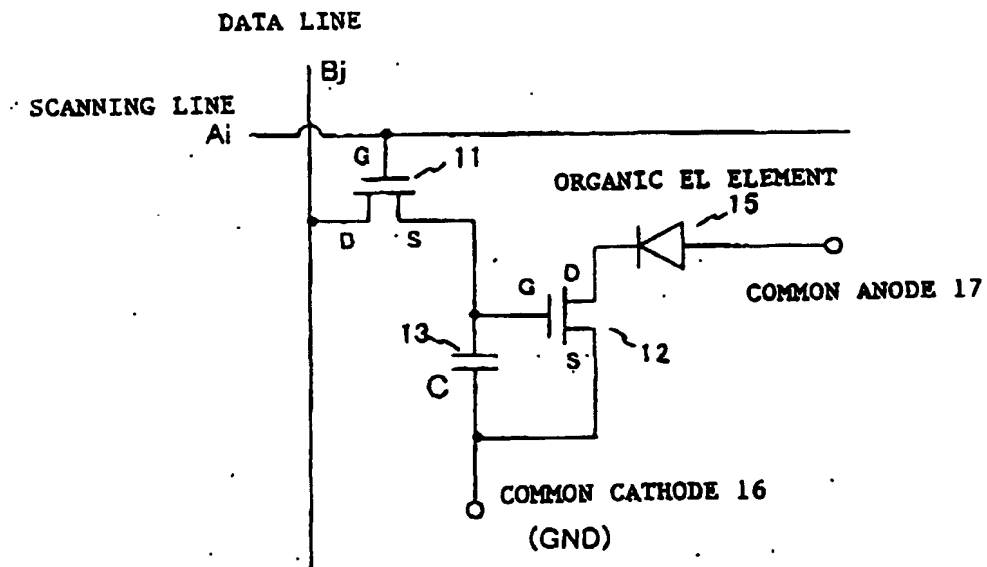 DATA LINE
Bj
SCANNING LINE
Ai
G
11
ORGANIC EL ELEMENT
15
D
S
D
G
COMMON ANODE 17
13
12
S
C
COMMON CATHODE 16
(GND)